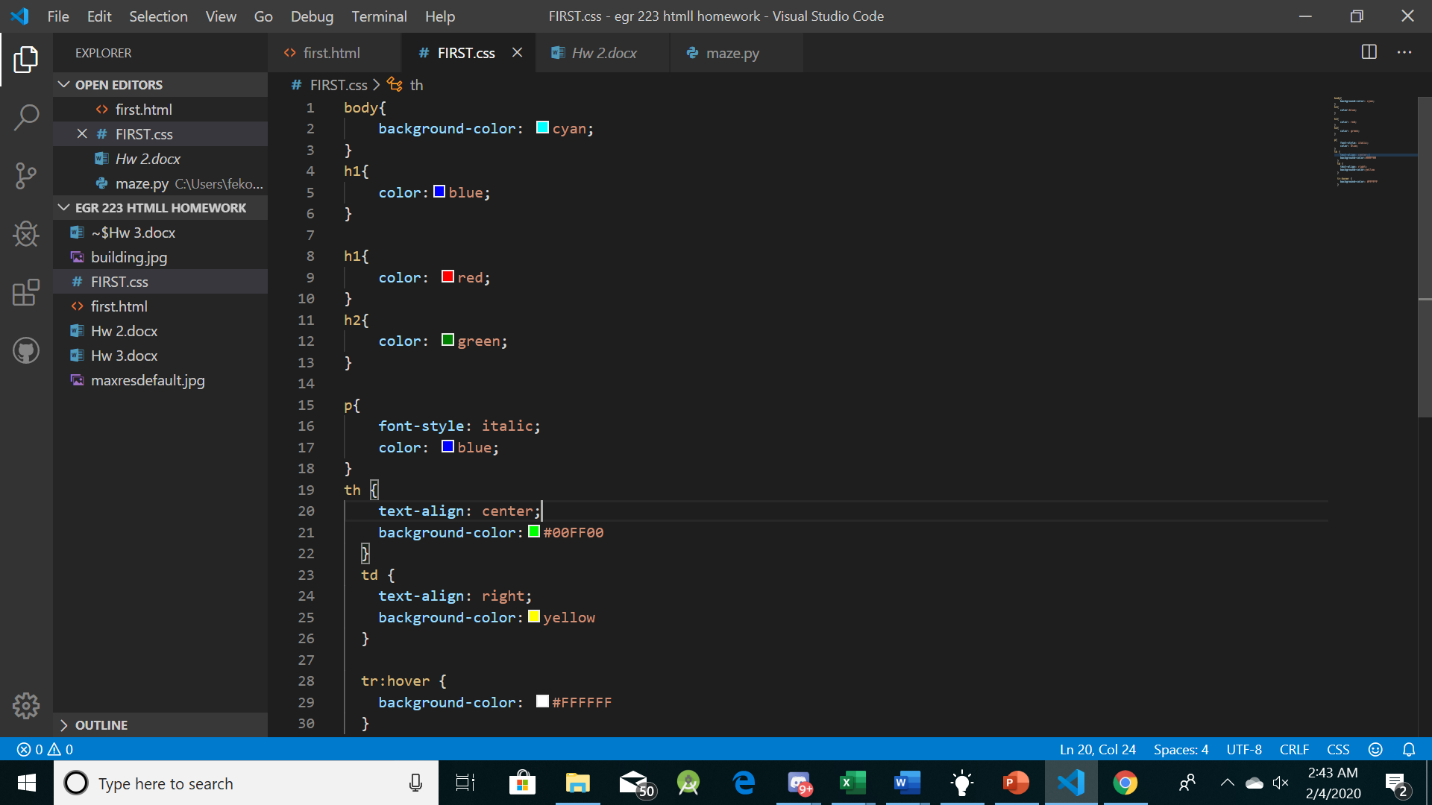 File Edit Selection View Go Debug Terminal Help FIRST.css - egr 223 htmll homework - Visual Studio Code
EXPLORER
OPEN EDITORS
first.html
FIRST.css
Hw 2.docx
maze.py C:\Users\feko...
EGR 223 HTMLL HOMEWORK
~$Hw 3.docx
building.jpg
FIRST.css
first.html
Hw 2.docx
Hw 3.docx
maxresdefault.jpg
OUTLINE
first.html # FIRST.css Hw 2.docx maze.py
# FIRST.css > th
1 body{
2 background-color: cyan;
3 }
4 h1{
5 color: blue;
6 }
7
8 h1{
9 color: red;
10 }
11 h2{
12 color: green;
13 }
14
15 p{
16 font-style: italic;
17 color: blue;
18 }
19 th {
20 text-align: center;
21 background-color: #00FF00
22 }
23 td {
24 text-align: right;
25 background-color: yellow
26 }
27
28 tr:hover {
29 background-color: #FFFFFF
30 }
0 0 Ln 20, Col 24 Spaces: 4 UTF-8 CRLF CSS
Type here to search 50 9+ 2:43 AM
2/4/2020 2